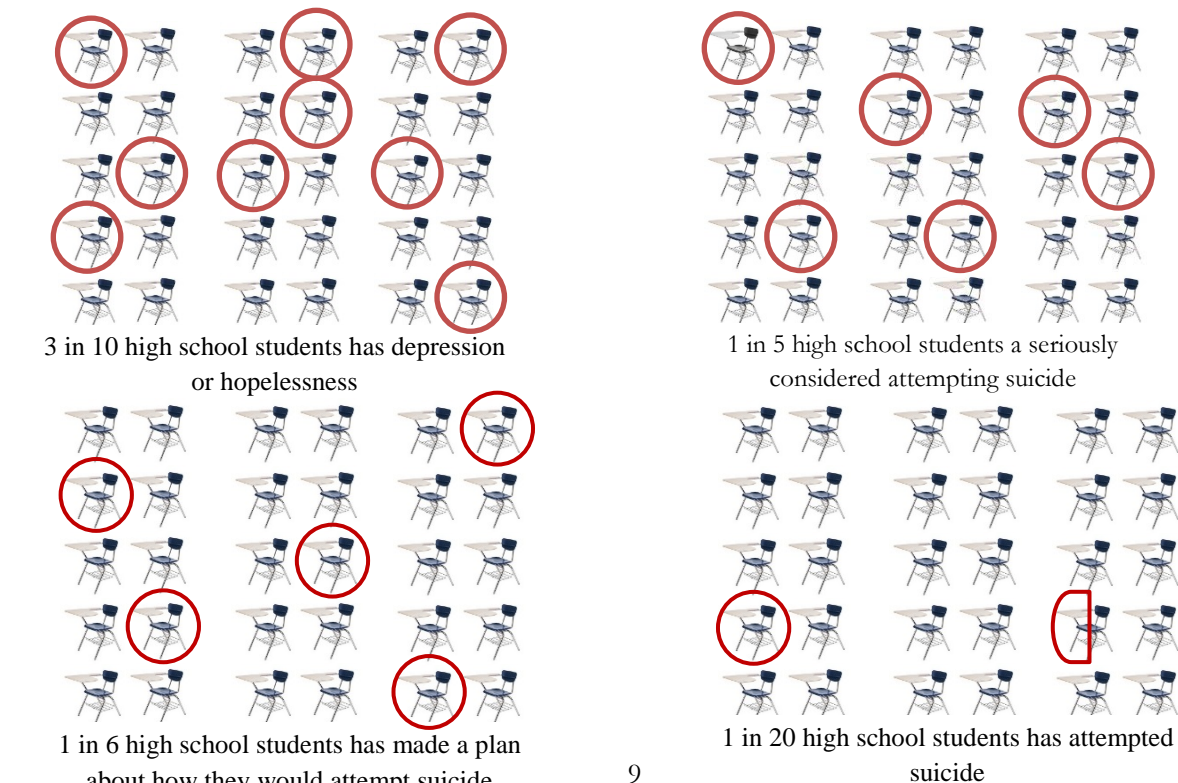 3 in 10 high school students has depression
or hopelessness
1 in 5 high school students a seriously
considered attempting suicide
1 in 6 high school students has made a plan
about how they would attempt suicide
1 in 20 high school students has attempted
suicide
9